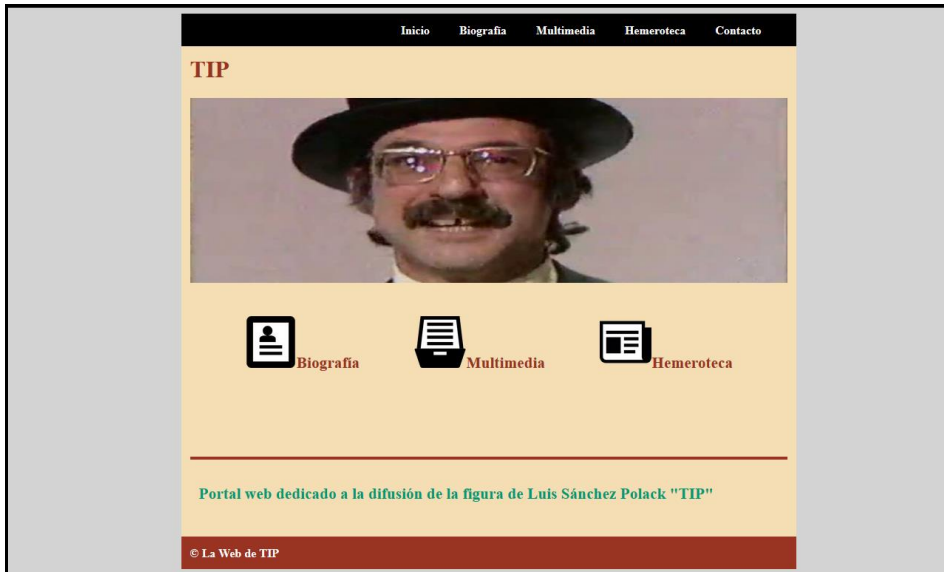 Inicio Biografía Multimedia Hemeroteca Contacto
TIP
Biografía Multimedia Hemeroteca
Portal web dedicado a la difusión de la figura de Luis Sánchez Polack "TIP"
© La Web de TIP